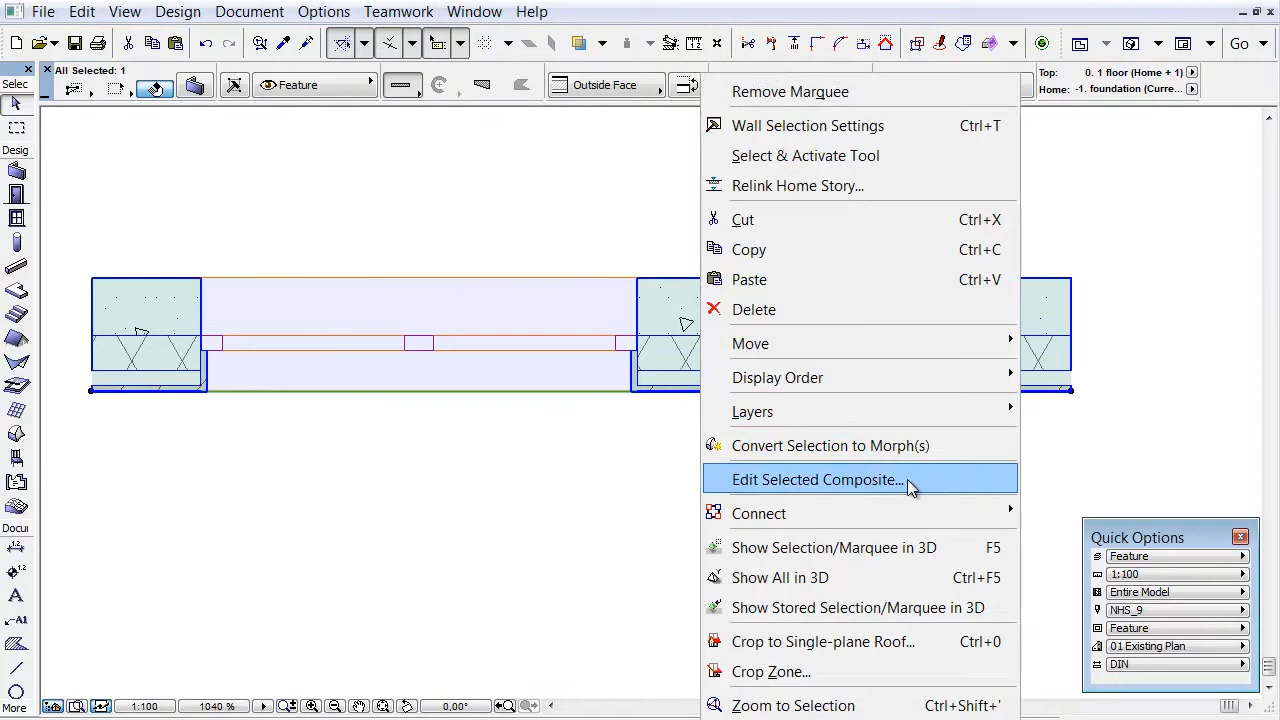 File Edit View Design Document Options Teamwork Window Help
Go
Selec
All Selected: 1
Feature
Outside Face
Top: 0. 1 floor (Home + 1)
Home: -1. foundation (Curre...
Desig
Docu
More
Remove Marquee
Wall Selection Settings Ctrl+T
Select & Activate Tool
Relink Home Story...
Cut Ctrl+X
Copy Ctrl+C
Paste Ctrl+V
Delete
Move
Display Order
Layers
Convert Selection to Morph(s)
Edit Selected Composite...
Connect
Show Selection/Marquee in 3D F5
Show All in 3D Ctrl+F5
Show Stored Selection/Marquee in 3D
Crop to Single-plane Roof... Ctrl+0
Crop Zone...
Zoom to Selection Ctrl+Shift+'
Quick Options
Feature
1:100
Entire Model
NHS_9
Feature
01 Existing Plan
DIN
1:100
1040 %
0,00°
A
A1